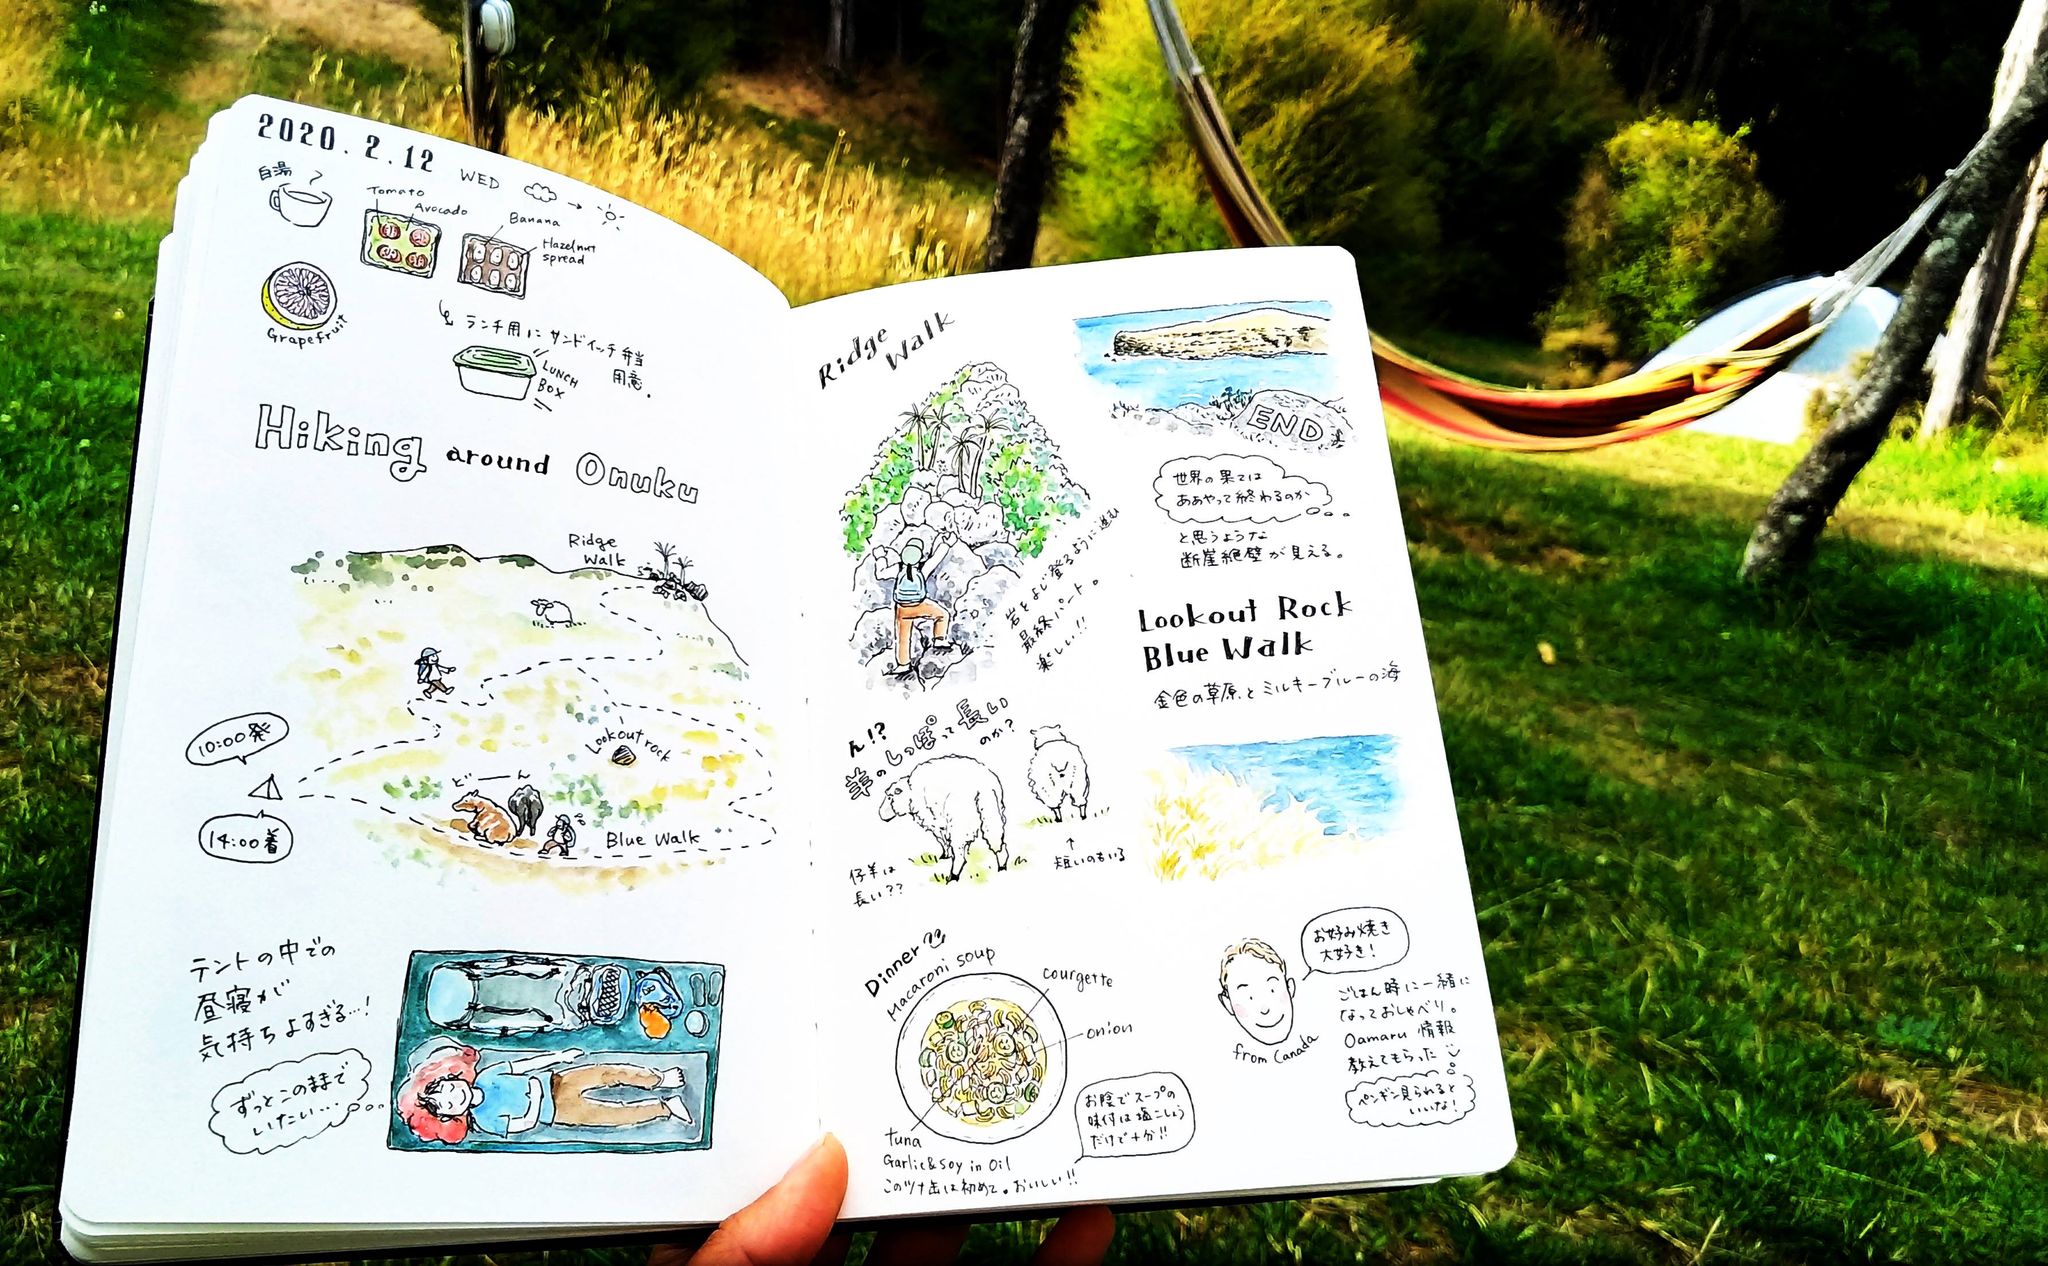 2020.2.12 WED
白湯
Tomato
Avocado
Banana
Hazelnut
spread
Grapefruit
ランチ用にサンドイッチ弁当
用意.
LUNCH
BOX
Hiking around Onuku
Ridge
Walk
10:00発
14:00着
Lookout rock
どーん
Blue Walk
テントの中での
昼寝が
気持ちよすぎる…!
ずっとこのままで
いたい…
Ridge
Walk
END
世界の果ては
ああやって終わるのか
と思うような
断崖絶壁が見える。
岩をよじ登るように進む
最終パート。
楽しい!!
Lookout Rock
Blue Walk
金色の草原とミルキーブルーの海
ん!?
羊のしっぽって長い
のか?
仔羊は
長い??
↑
短いのもいる
Dinner
Macaroni soup
courgette
onion
tuna
Garlic&Soy in Oil
このツナ缶は初めて。おいしい!!
お陰でスープの
味付は塩こしょう
だけで十分!!
お好み焼き
大好き!
from Canada
ごはん時に一緒に
なっておしゃべり。
Oamaru 情報
教えてもらった
ペンギン見られると
いいな!